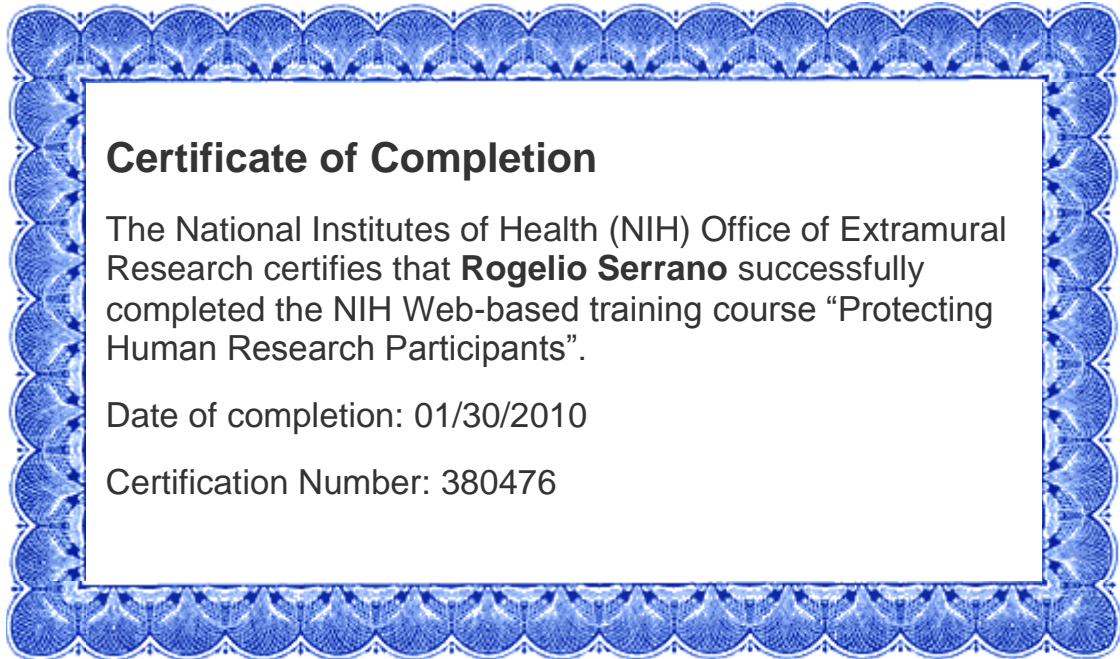 Certificate of Completion
The National Institutes of Health (NIH) Office of Extramural
Research certifies that Rogelio Serrano successfully
completed the NIH Web-based training course “Protecting
Human Research Participants”.
Date of completion: 01/30/2010
Certification Number: 380476